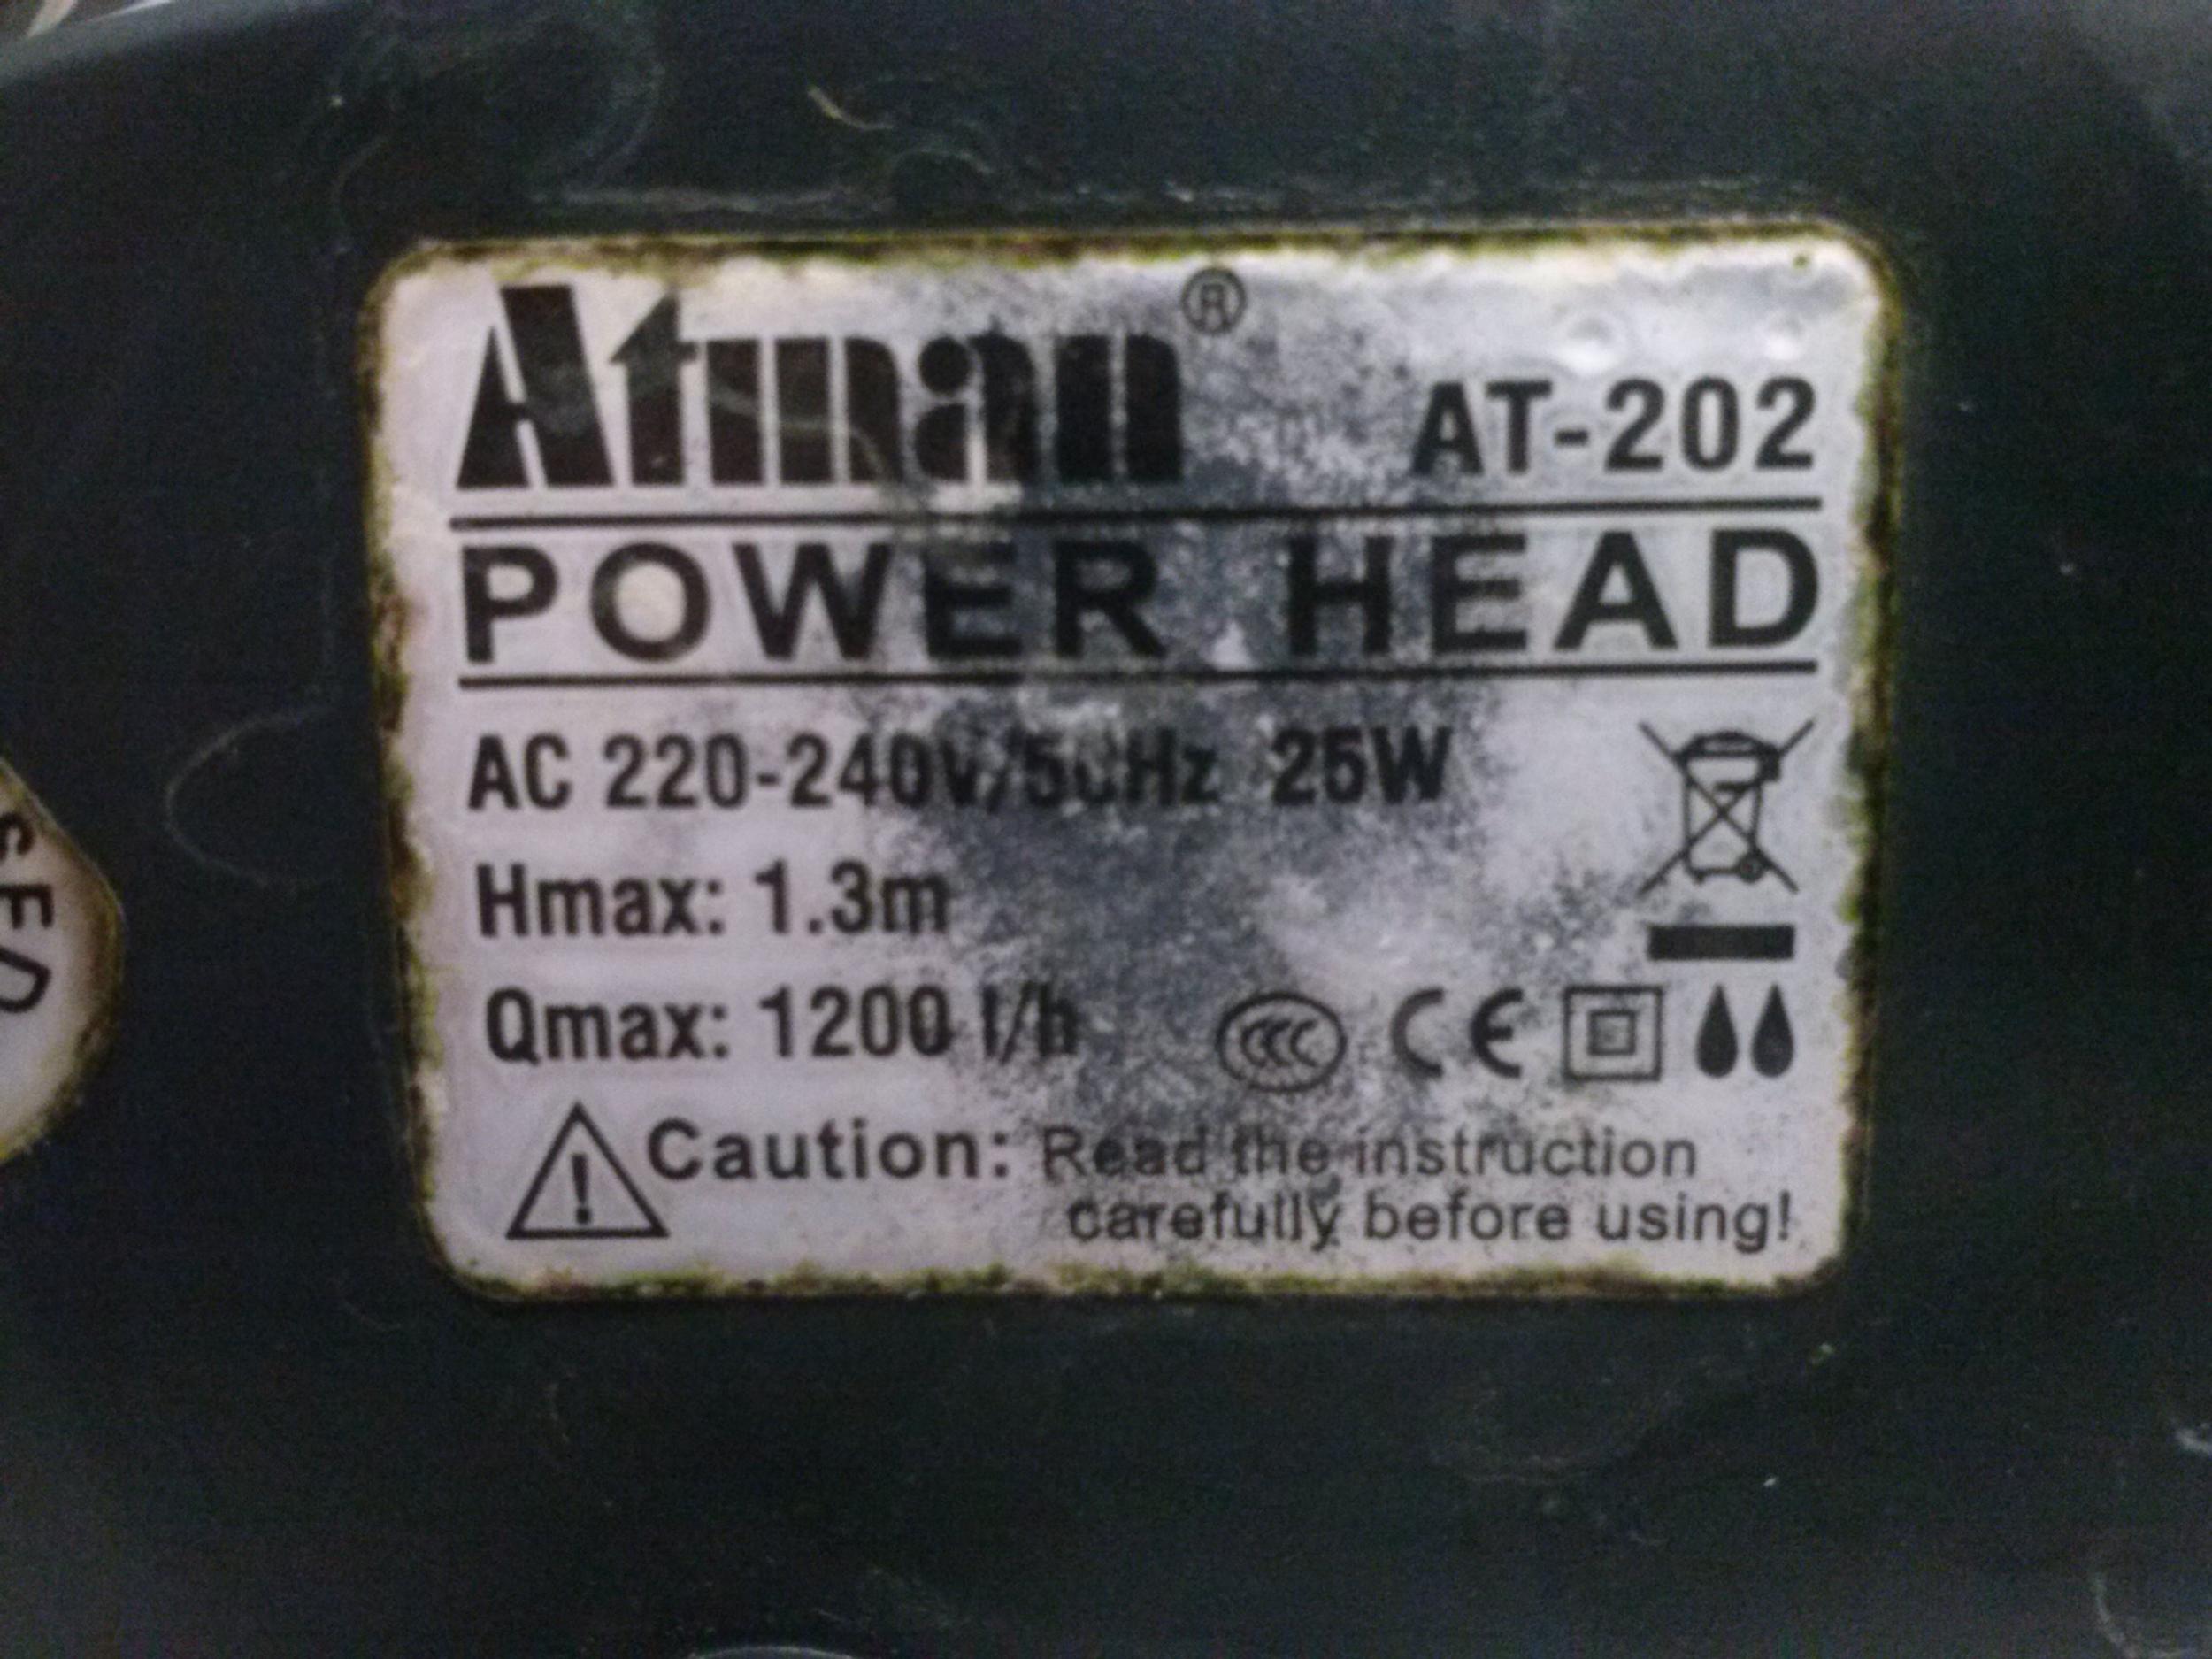 Atman® AT-202
POWER HEAD
AC 220-240V/50Hz 25W
Hmax: 1.3m
Qmax: 1200 l/h
CCC CE
Caution: Read the instruction
carefully before using!